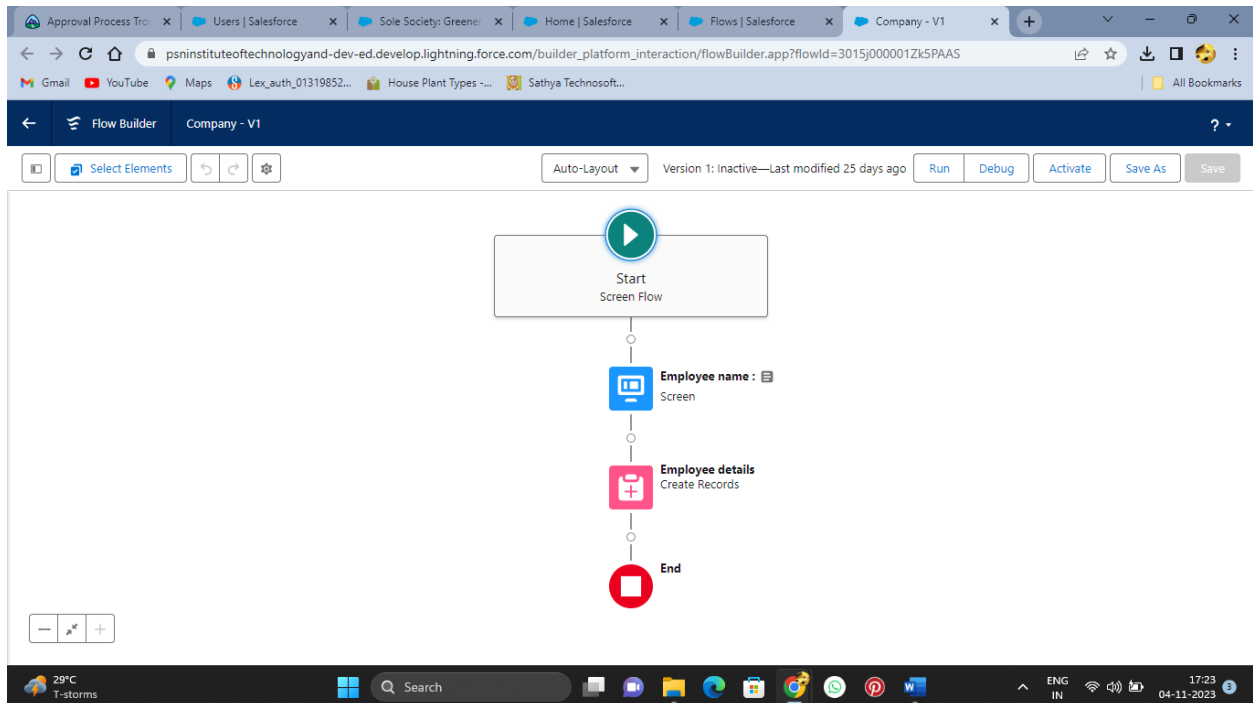 Approval Process Tro
Users | Salesforce
Sole Society: Greener
Home | Salesforce
Flows | Salesforce
Company - V1
psninstituteoftechnologyand-dev-ed.develop.lightning.force.com/builder_platform_interaction/flowBuilder.app?flowId=3015j000001Zk5PAAS
Gmail
YouTube
Maps
Lex_auth_01319852...
House Plant Types -...
Sathya Technosoft...
All Bookmarks
Flow Builder
Company - V1
?
Select Elements
Auto-Layout
Version 1: Inactive—Last modified 25 days ago
Run
Debug
Activate
Save As
Save
Start
Screen Flow
Employee name :
Screen
Employee details
Create Records
End
29°C
T-storms
Search
ENG
IN
17:23
04-11-2023
3